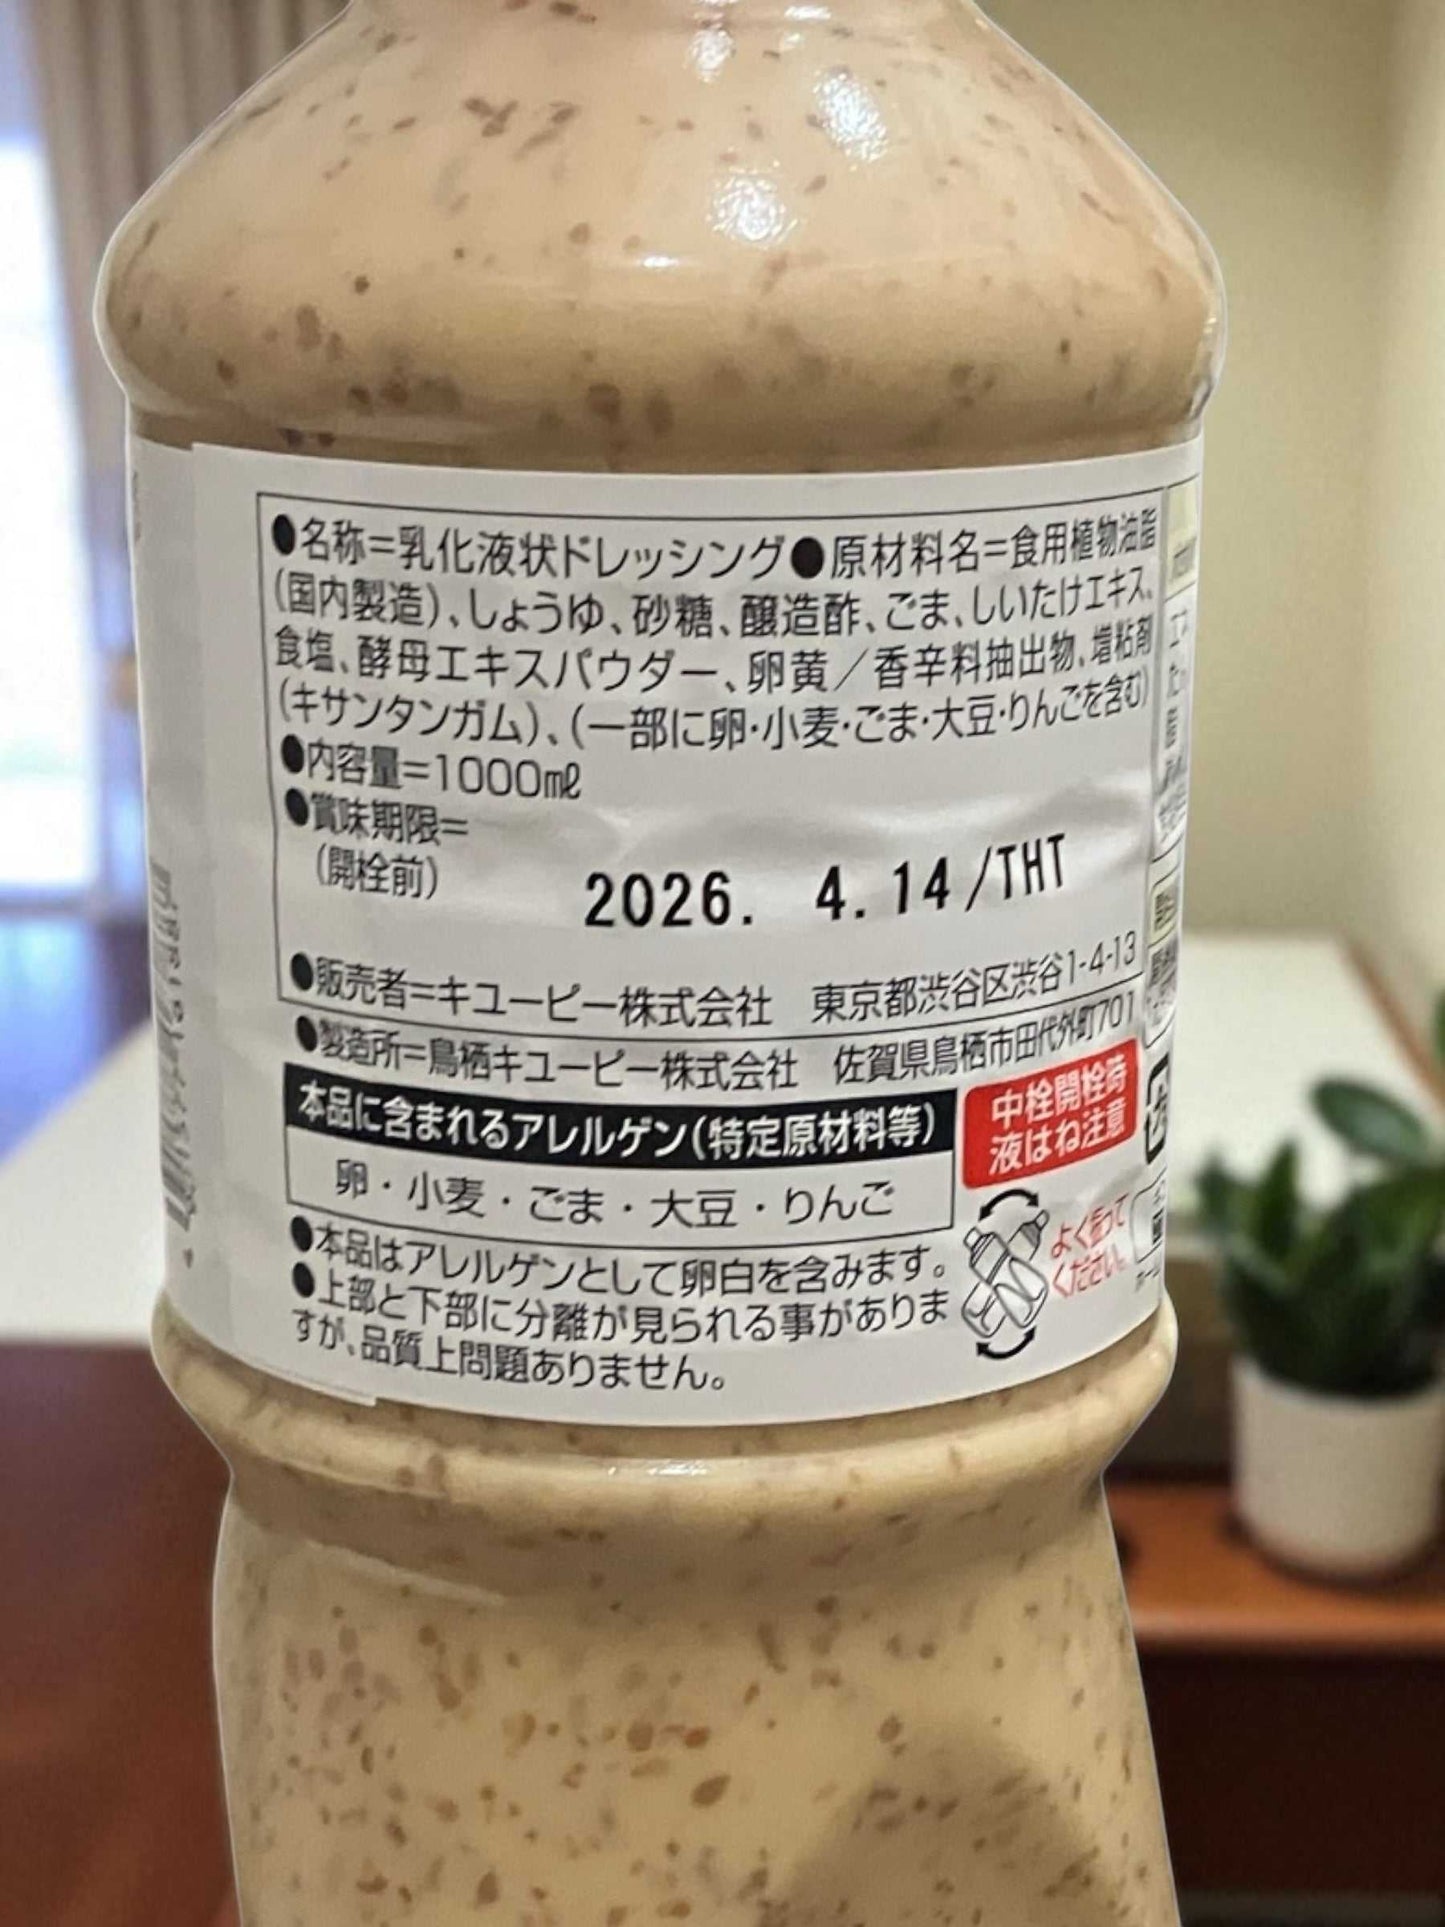 ●名称=乳化液状ドレッシング●原材料名=食用植物油脂
(国内製造)、しょうゆ、砂糖、醸造酢、ごま、しいたけエキス、
食塩、酵母エキスパウダー、卵黄／香辛料抽出物、増粘剤
(キサンタンガム)、(一部に卵・小麦・ごま・大豆・りんごを含む)
●内容量=1000㎖
●賞味期限=
(開栓前)
2026. 4.14/THT
●販売者=キユーピー株式会社 東京都渋谷区渋谷1-4-13
●製造所=鳥栖キユーピー株式会社 佐賀県鳥栖市田代外町701
本品に含まれるアレルゲン(特定原材料等)
卵・小麦・ごま・大豆・りんご
中栓開栓時
液はね注意
●本品はアレルゲンとして卵白を含みます。
●上部と下部に分離が見られる事がありま
すが、品質上問題ありません。
よく振って
ください。